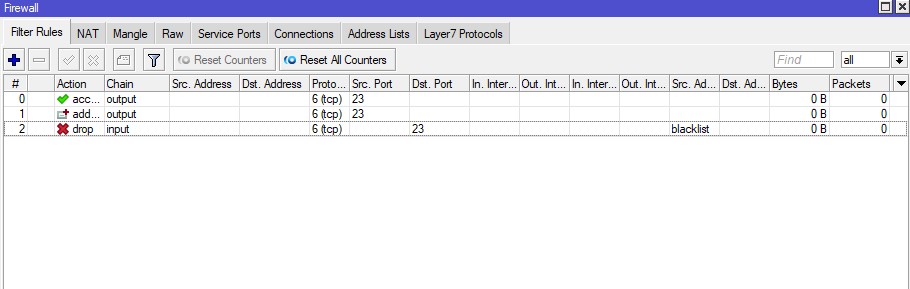 Firewall
Filter Rules NAT Mangle Raw Service Ports Connections Address Lists Layer7 Protocols
Reset Counters Reset All Counters Find all
# Action Chain Src. Address Dst. Address Proto... Src. Port Dst. Port In. Inter... Out. Int... In. Inter... Out. Int... Src. Ad... Dst. Ad... Bytes Packets
0 acc... output 6 (tcp) 23 0 B 0
1 add... output 6 (tcp) 23 0 B 0
2 drop input 6 (tcp) 23 blacklist 0 B 0